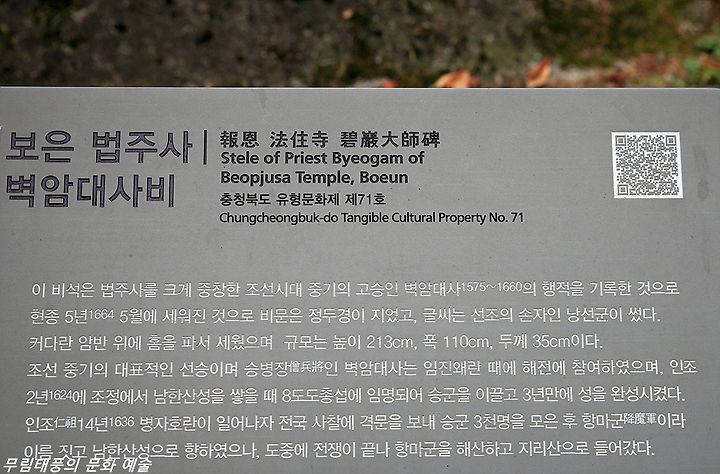 보은 법주사
벽암대사비
報恩 法住寺 碧巖大師碑
Stele of Priest Byeogam of
Beopjusa Temple, Boeun
충청북도 유형문화제 제71호
Chungcheongbuk-do Tangible Cultural Property No. 71
이 비석은 법주사를 크게 중창한 조선시대 중기의 고승인 벽암대사1575~1660의 행적을 기록한 것으로
현종 5년1664 5월에 세워진 것으로 비문은 정두경이 지었고, 글씨는 선조의 손자인 낭선군이 썼다.
커다란 암반 위에 홈을 파서 세웠으며 규모는 높이 213cm, 폭 110cm, 두께 35cm이다.
조선 중기의 대표적인 선승이며 승병장僧兵將인 벽암대사는 임진왜란 때에 해전에 참여하였으며, 인조
2년1624에 조정에서 남한산성을 쌓을 때 8도도총섭에 임명되어 승군을 이끌고 3년만에 성을 완성시켰다.
인조仁祖14년1636 병자호란이 일어나자 전국 사찰에 격문을 보내 승군 3천명을 모은 후 항마군降魔軍이라
이름 짓고 남한산성으로 향하였으나, 도중에 전쟁이 끝나 항마군을 해산하고 지리산으로 들어갔다.
무림태풍의 문화 예술